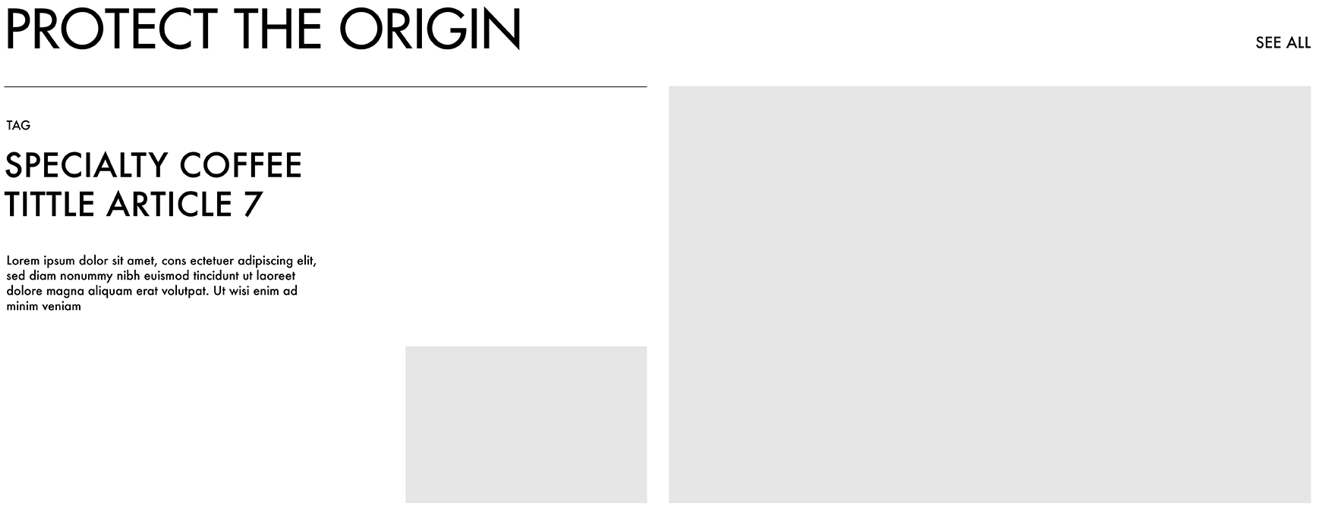 PROTECT THE ORIGIN
SEE ALL
TAG
SPECIALTY COFFEE
TITTLE ARTICLE 7
Lorem ipsum dolor sit amet, cons ectetuer adipiscing elit,
sed diam nonummy nibh euismod tincidunt ut laoreet
dolore magna aliquam erat volutpat. Ut wisi enim ad
minim veniam